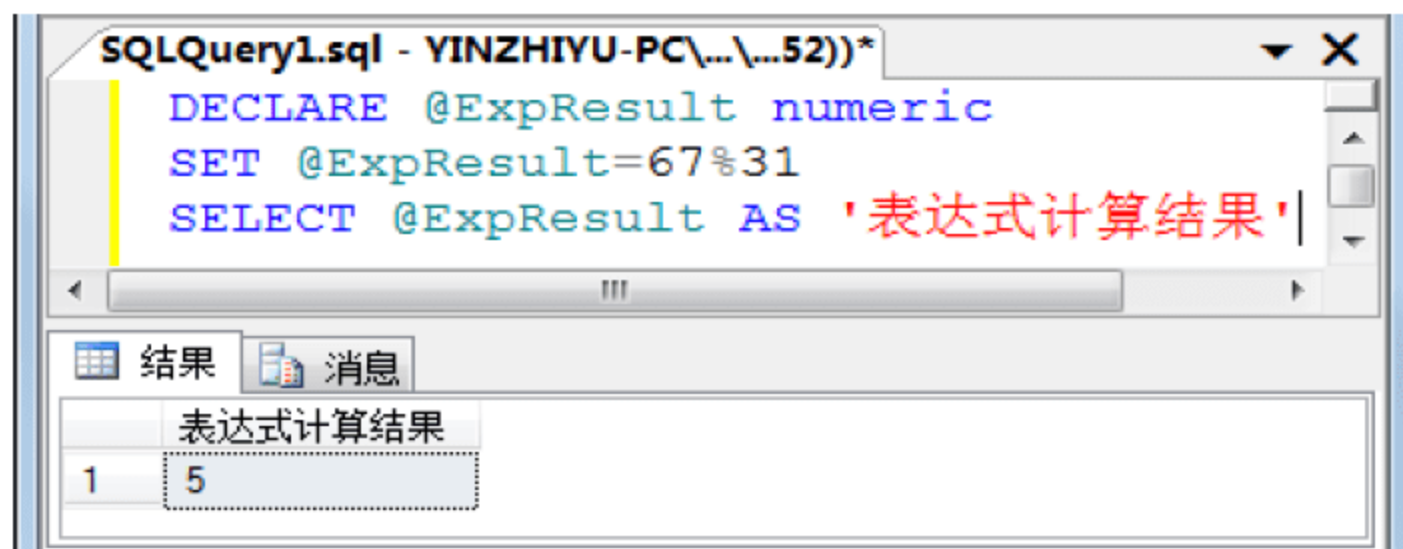 SQLQuery1.sql - YINZHIYU-PC\...\...52))*
DECLARE @ExpResult numeric
SET @ExpResult=67%31
SELECT @ExpResult AS '表达式计算结果'
结果 消息
表达式计算结果
1 5